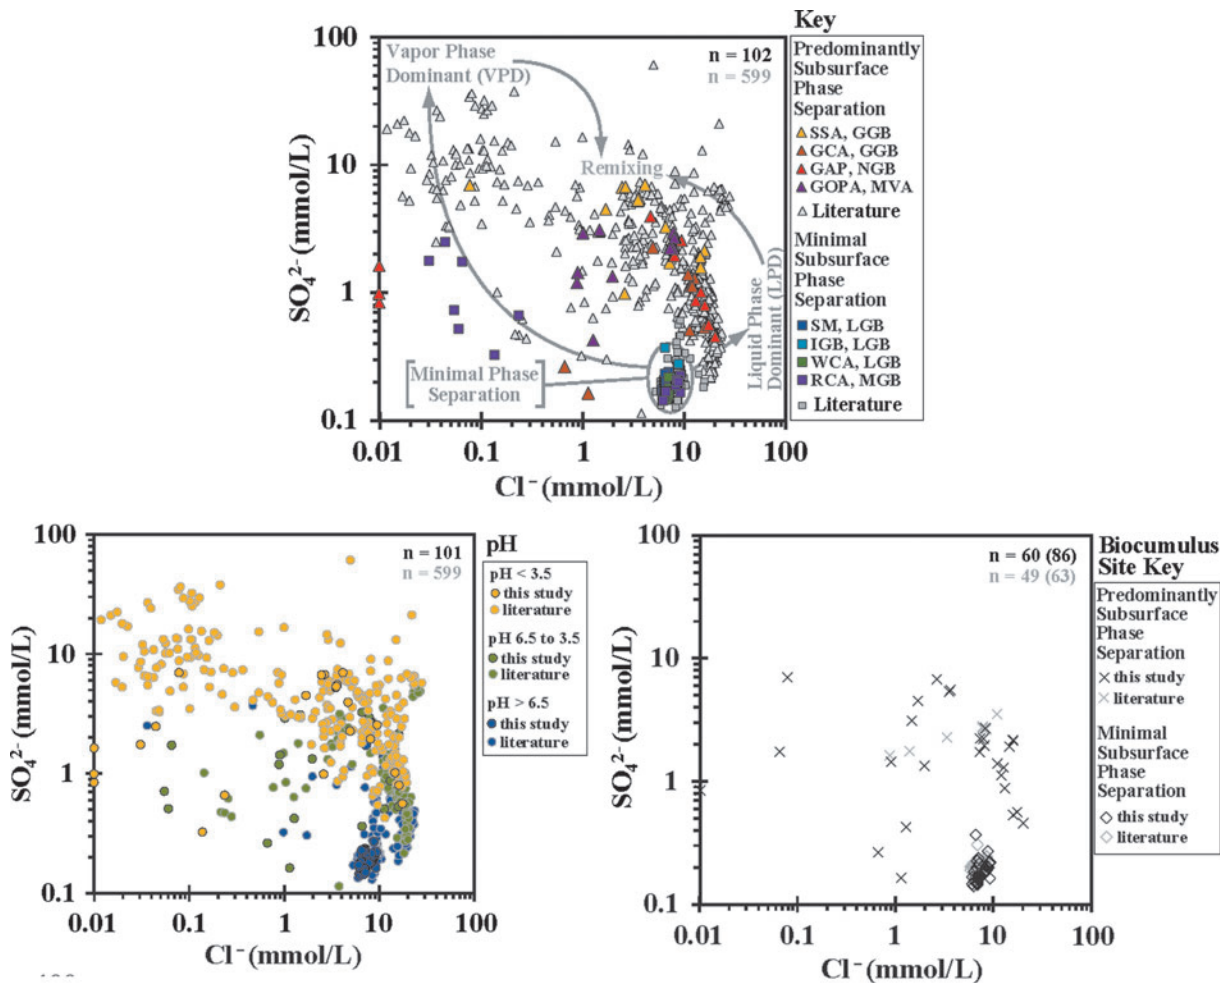 Key
100
10
1
0.1
SO₄²⁻ (mmol/L)
Vapor Phase
Dominant (VPD)
n = 102
n = 599
Remixing
Liquid Phase
Dominant (LPD)
Minimal Phase
Separation
0.01 0.1 1 10 100
Cl⁻ (mmol/L)
Predominantly
Subsurface
Phase
Separation
SSA, GGB
GCA, GGB
GAP, NGB
GOPA, MVA
Literature
Minimal
Subsurface
Phase
Separation
SM, LGB
IGB, LGB
WCA, LGB
RCA, MGB
Literature
100
10
1
0.1
SO₄²⁻ (mmol/L)
n = 101
n = 599
0.01 0.1 1 10 100
Cl⁻ (mmol/L)
pH
pH < 3.5
this study
literature
pH 6.5 to 3.5
this study
literature
pH > 6.5
this study
literature
100
10
1
0.1
SO₄²⁻ (mmol/L)
n = 60 (86)
n = 49 (63)
0.01 0.1 1 10 100
Cl⁻ (mmol/L)
Biocumulus
Site Key
Predominantly
Subsurface
Phase
Separation
this study
literature
Minimal
Subsurface
Phase
Separation
this study
literature